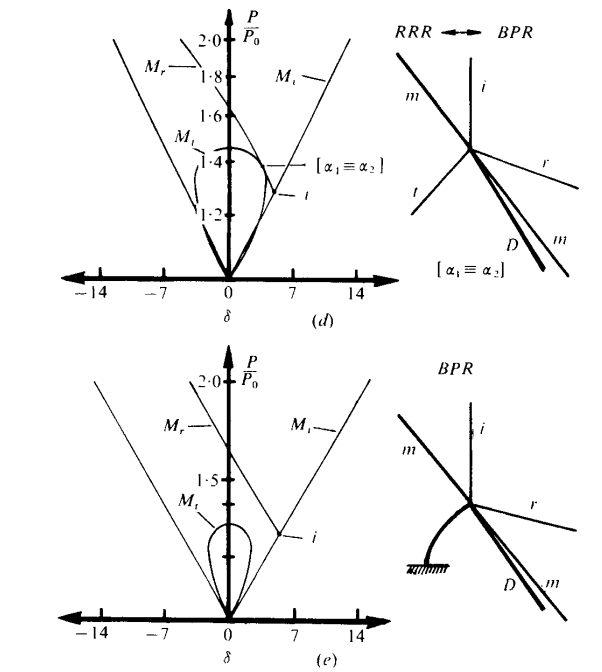 P/P₀
RRR ↔ BPR
2·0
1·8
1·6
1·4
1·2
M_r
M_i
M_t
[α₁ ≡ α₂]
i
−14 −7 0 7 14
δ
(d)
m
i
r
t
D
m
[α₁ ≡ α₂]
P/P₀
BPR
2·0
1·5
M_r
M_i
M_t
i
−14 −7 0 7 14
δ
(e)
m
i
r
D
m